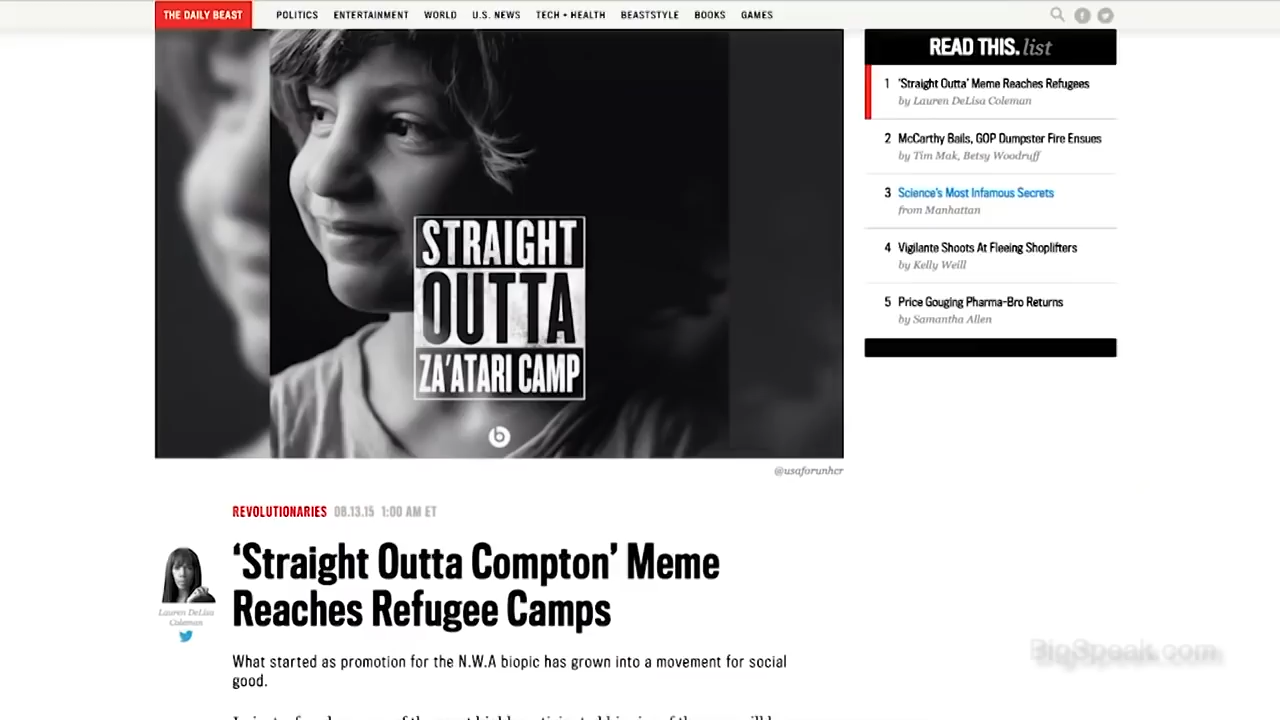 THE DAILY BEAST
POLITICS ENTERTAINMENT WORLD U.S. NEWS TECH + HEALTH BEASTSTYLE BOOKS GAMES
STRAIGHT
OUTTA
ZA'ATARI CAMP
@usaforunhcr
READ THIS. list
1 'Straight Outta' Meme Reaches Refugees
by Lauren DeLisa Coleman
2 McCarthy Bails, GOP Dumpster Fire Ensues
by Tim Mak, Betsy Woodruff
3 Science's Most Infamous Secrets
from Manhattan
4 Vigilante Shoots At Fleeing Shoplifters
by Kelly Weill
5 Price Gouging Pharma-Bro Returns
by Samantha Allen
REVOLUTIONARIES 08.13.15 1:00 AM ET
Lauren DeLisa
Coleman
‘Straight Outta Compton’ Meme
Reaches Refugee Camps
What started as promotion for the N.W.A biopic has grown into a movement for social
good.
BigSpeak.com